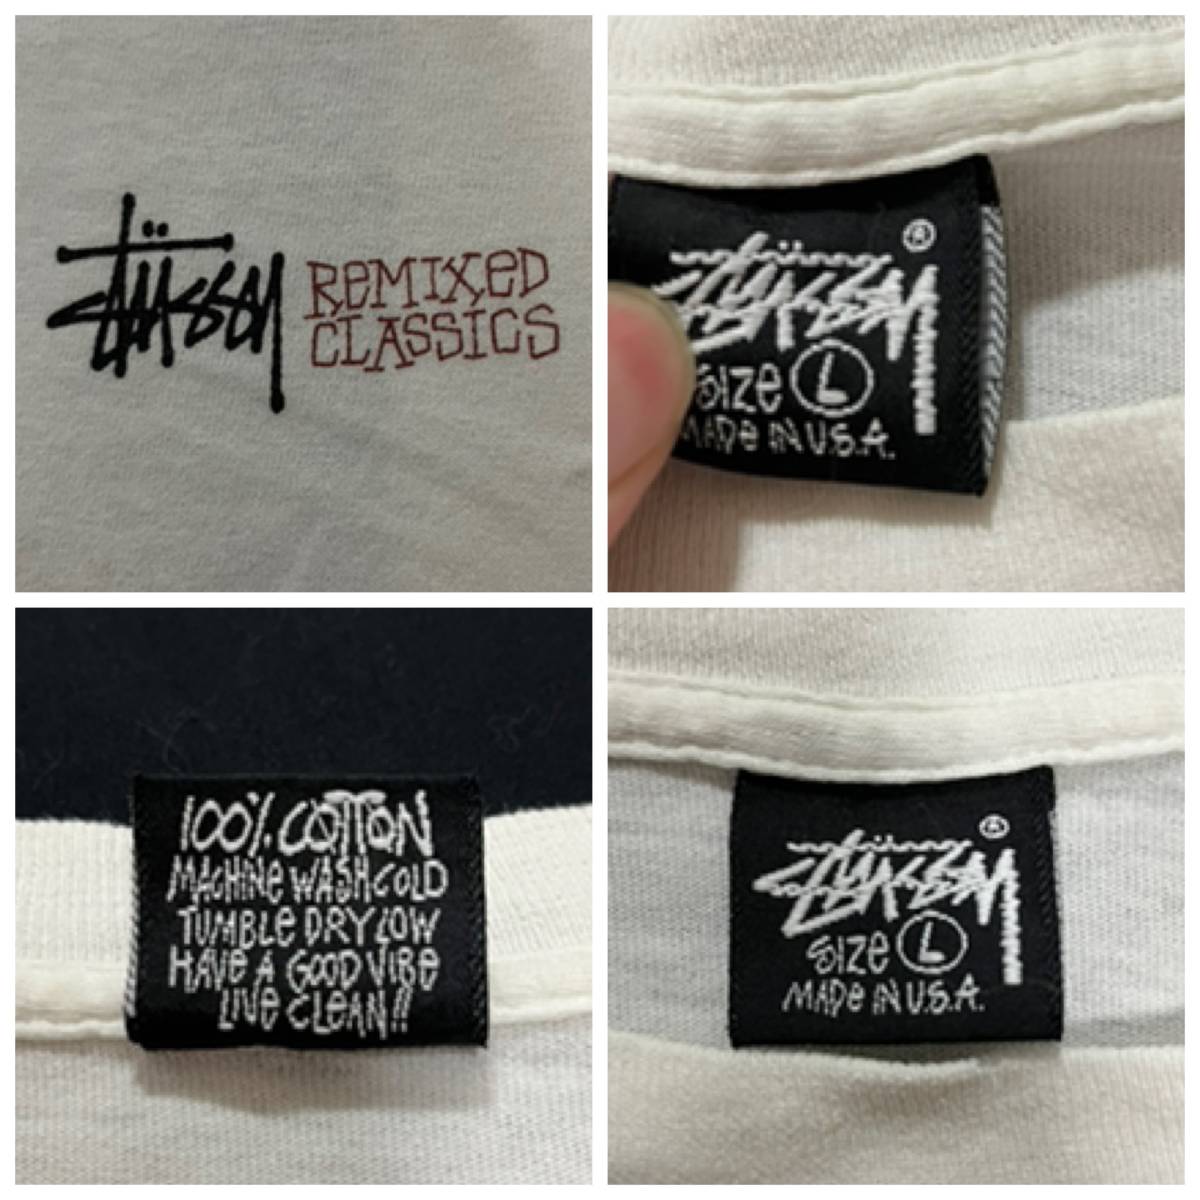 STÜSSY REMIXED
CLASSICS
STÜSSY ®
SIZE L
MADE IN U.S.A.
100% COTTON
MACHINE WASH COLD
TUMBLE DRY LOW
HAVE A GOOD VIBE
LIVE CLEAN!!
STÜSSY ®
SIZE L
MADE IN U.S.A.